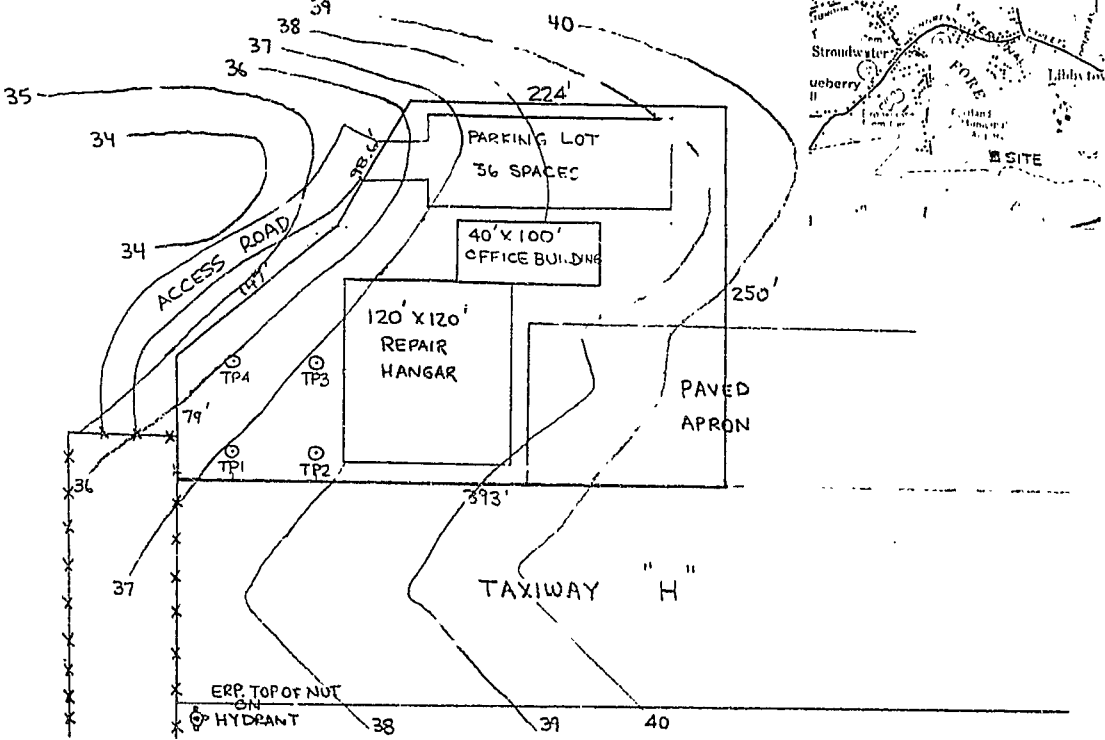 39
38
40
37
36
35
34
34
224'
98.6'
PARKING LOT
36 SPACES
ACCESS ROAD
147'
40' X 100'
OFFICE BUILDING
250'
120' X 120'
REPAIR
HANGAR
TP4
TP3
PAVED
APRON
79'
TP1
TP2
36
393'
37
TAXIWAY "H"
ERP. TOP OF NUT
ON
HYDRANT
38
39
40
Stroudwater
FORE
SITE